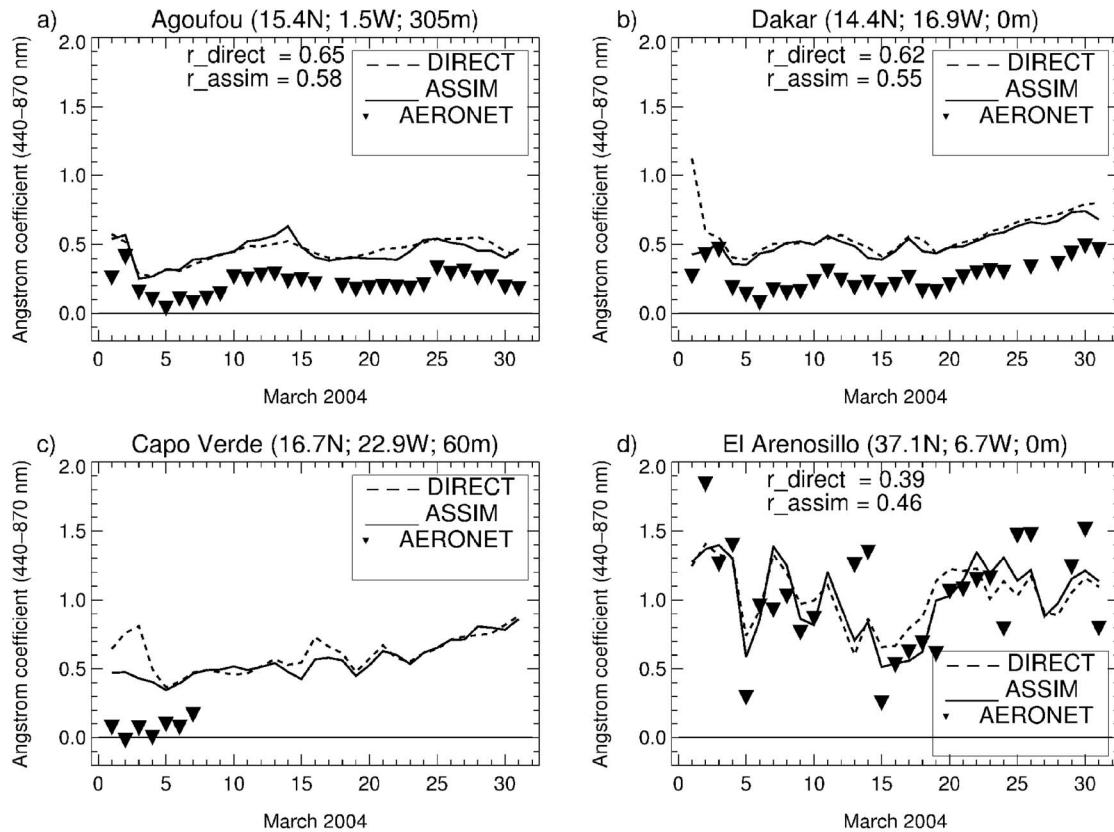 a) Agoufou (15.4N; 1.5W; 305m)
2.0
1.5
1.0
0.5
0.0
Angstrom coefficient (440–870 nm)
r_direct = 0.65
r_assim = 0.58
DIRECT
ASSIM
AERONET
0 5 10 15 20 25 30
March 2004
b) Dakar (14.4N; 16.9W; 0m)
2.0
1.5
1.0
0.5
0.0
Angstrom coefficient (440–870 nm)
r_direct = 0.62
r_assim = 0.55
DIRECT
ASSIM
AERONET
0 5 10 15 20 25 30
March 2004
c) Capo Verde (16.7N; 22.9W; 60m)
2.0
1.5
1.0
0.5
0.0
Angstrom coefficient (440–870 nm)
DIRECT
ASSIM
AERONET
0 5 10 15 20 25 30
March 2004
d) El Arenosillo (37.1N; 6.7W; 0m)
2.0
1.5
1.0
0.5
0.0
Angstrom coefficient (440–870 nm)
r_direct = 0.39
r_assim = 0.46
DIRECT
ASSIM
AERONET
0 5 10 15 20 25 30
March 2004